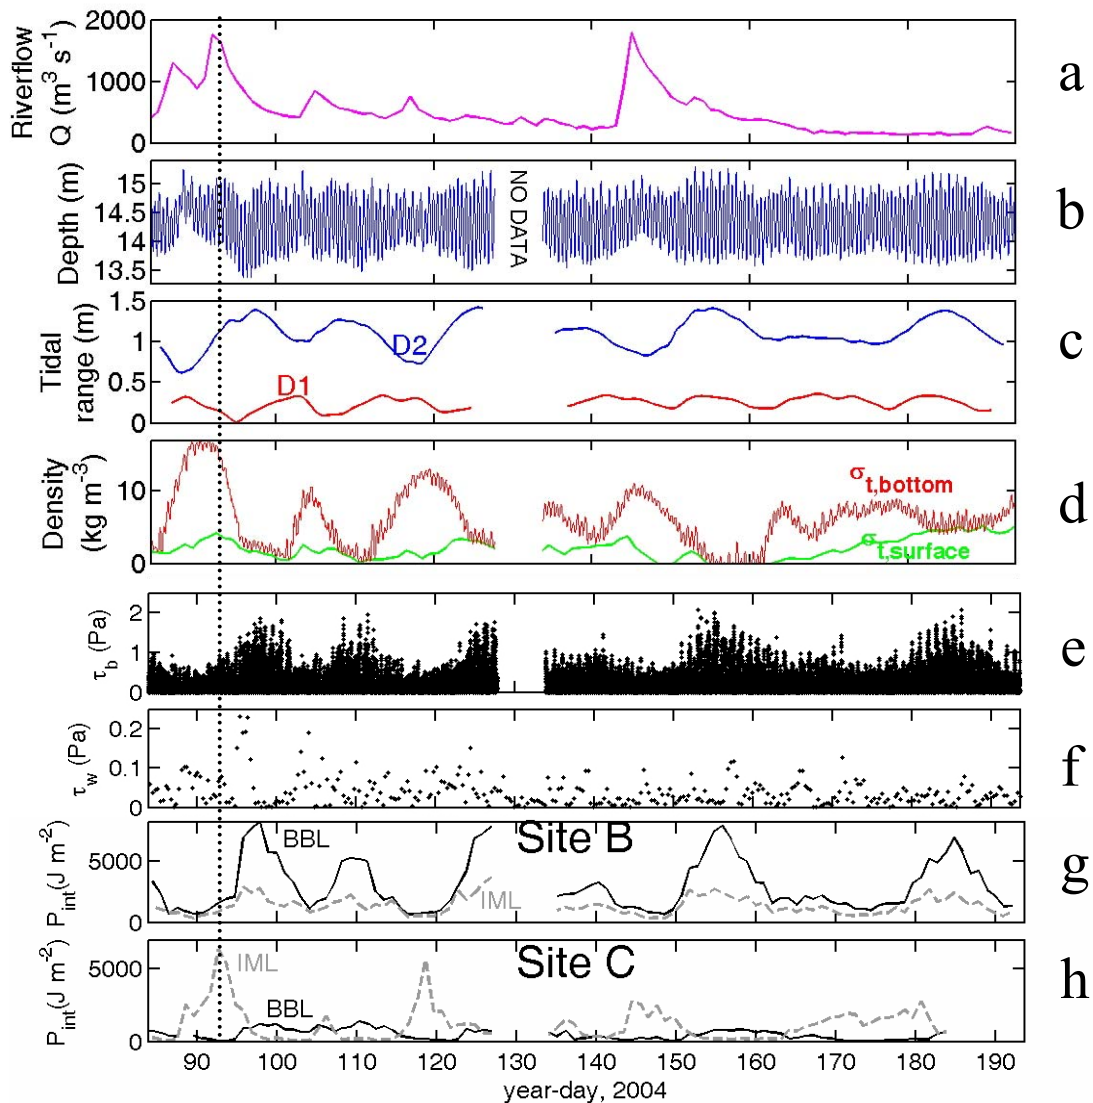 Riverflow
Q (m³ s⁻¹)
2000
1000
0
a
Depth (m)
15
14.5
14
13.5
NO DATA
b
Tidal
range (m)
1.5
1
0.5
0
D2
D1
c
Density
(kg m⁻³)
10
0
σt,bottom
σt,surface
d
τb (Pa)
2
1
0
e
τw (Pa)
0.2
0.1
0
f
Pint(J m⁻²)
5000
0
BBL
Site B
IML
g
Pint(J m⁻²)
5000
0
IML
BBL
Site C
h
90 100 110 120 130 140 150 160 170 180 190
year-day, 2004